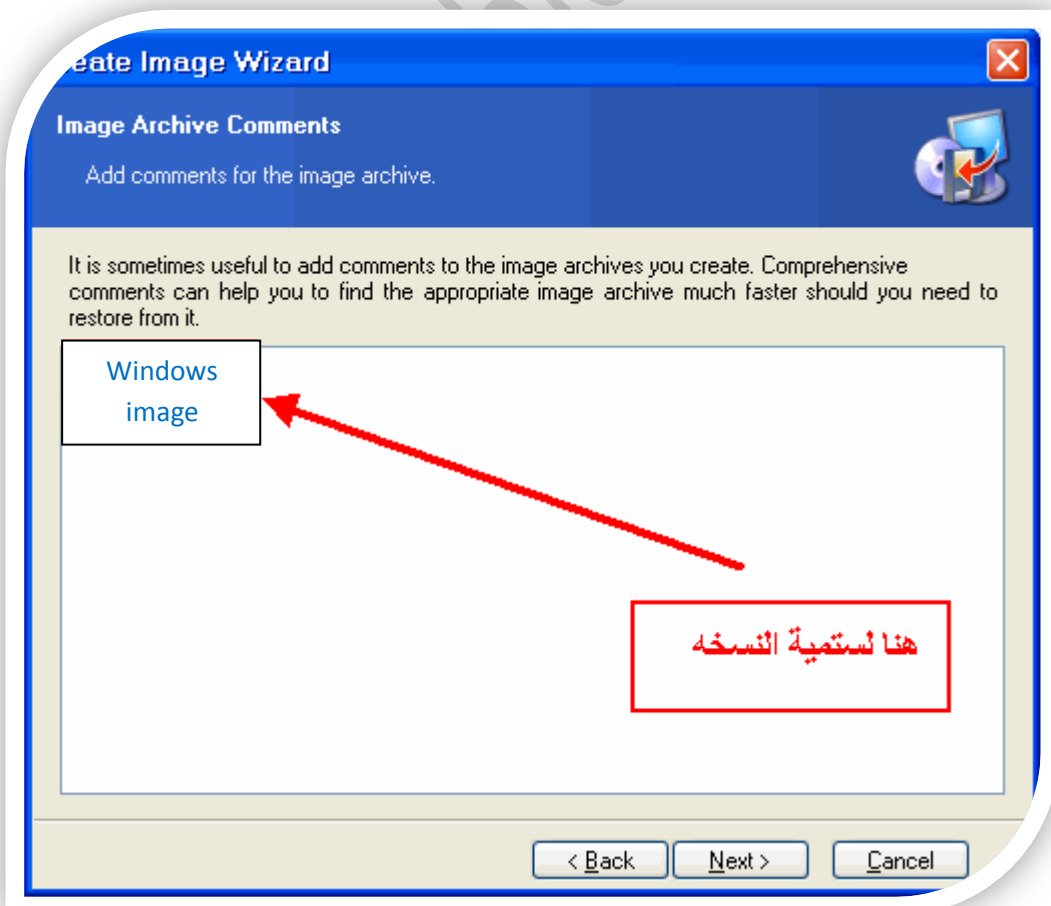 eate Image Wizard
Image Archive Comments
Add comments for the image archive.
It is sometimes useful to add comments to the image archives you create. Comprehensive
comments can help you to find the appropriate image archive much faster should you need to
restore from it.
Windows
image
هنا لستمية النسخه
< Back Next > Cancel